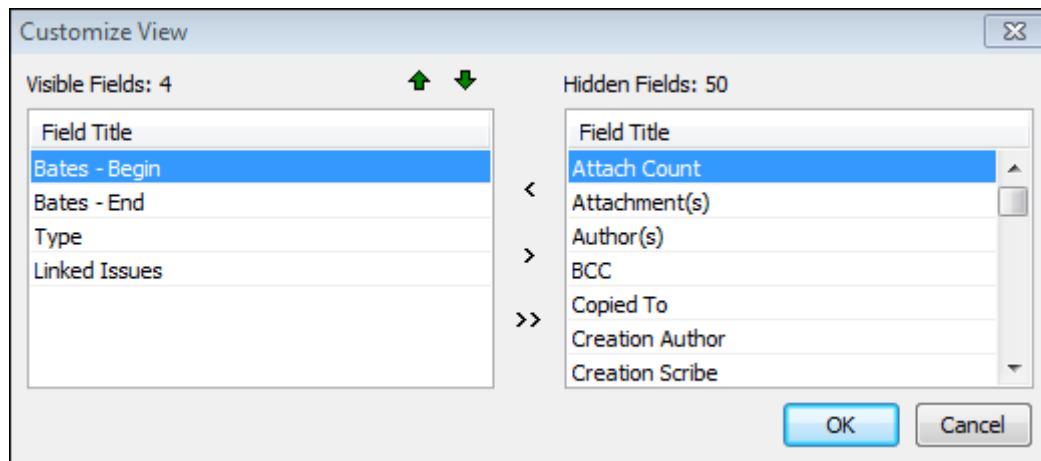 Customize View
Visible Fields: 4
Hidden Fields: 50
Field Title
Bates - Begin
Bates - End
Type
Linked Issues
<
>
>>
Field Title
Attach Count
Attachment(s)
Author(s)
BCC
Copied To
Creation Author
Creation Scribe
OK
Cancel